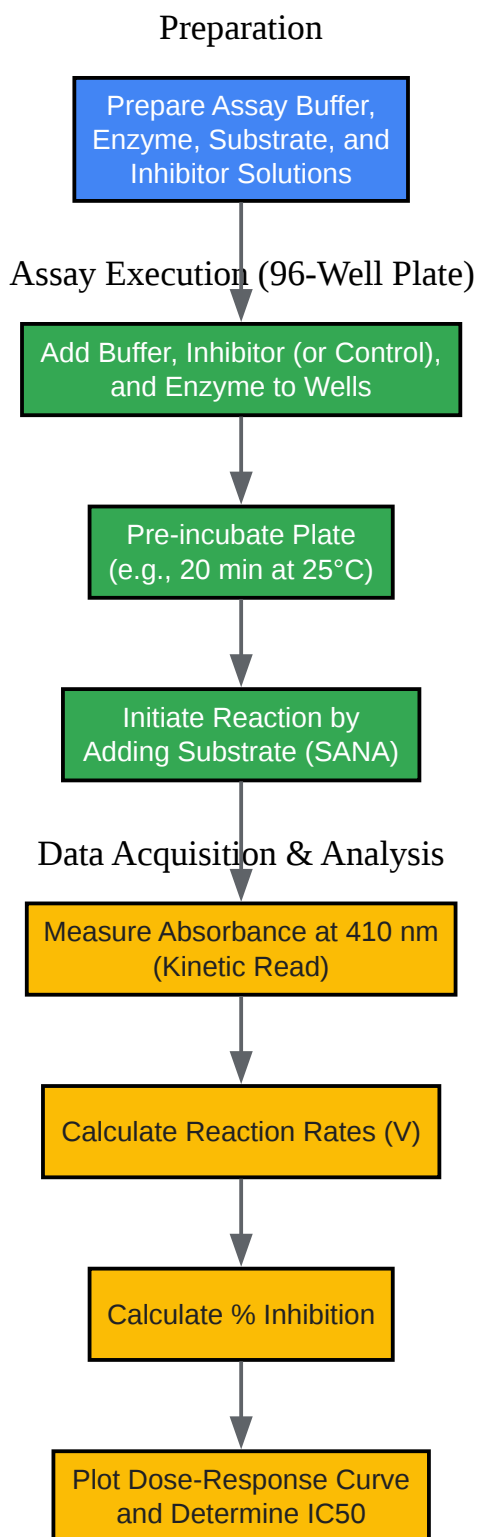 Preparation
Prepare Assay Buffer,
Enzyme, Substrate, and
Inhibitor Solutions
Assay Execution (96-Well Plate)
Add Buffer, Inhibitor (or Control),
and Enzyme to Wells
Pre-incubate Plate
(e.g., 20 min at 25°C)
Initiate Reaction by
Adding Substrate (SANA)
Data Acquisition & Analysis
Measure Absorbance at 410 nm
(Kinetic Read)
Calculate Reaction Rates (V)
Calculate % Inhibition
Plot Dose-Response Curve
and Determine IC50